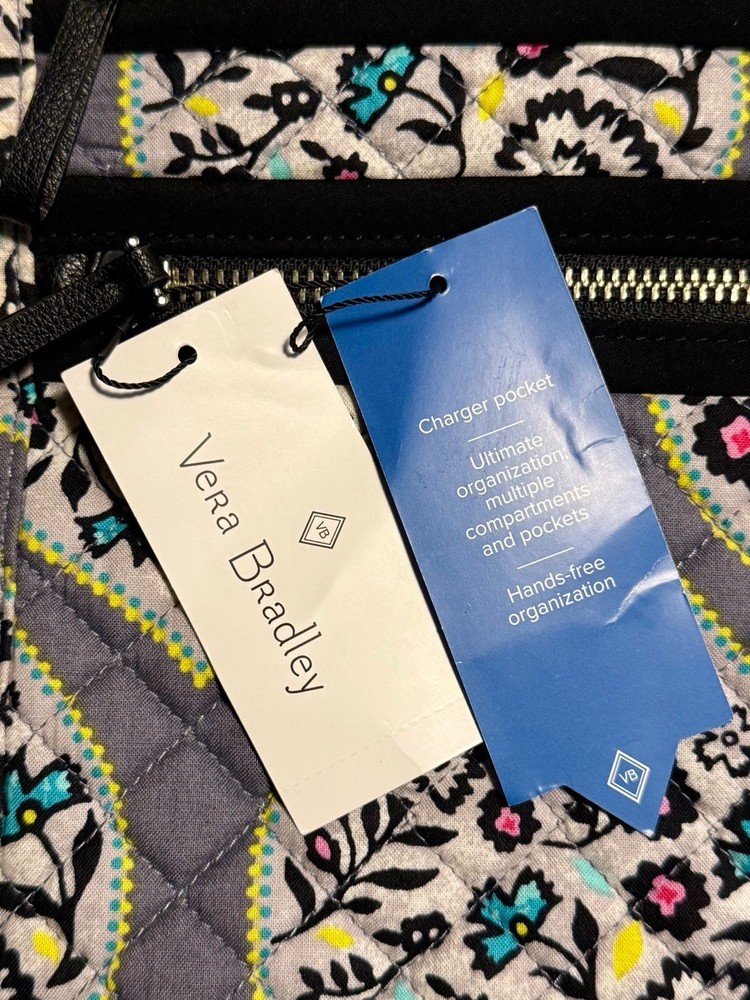 Vera Bradley
VB
Charger pocket
Ultimate
organization:
multiple
compartments
and pockets
Hands-free
organization
VB